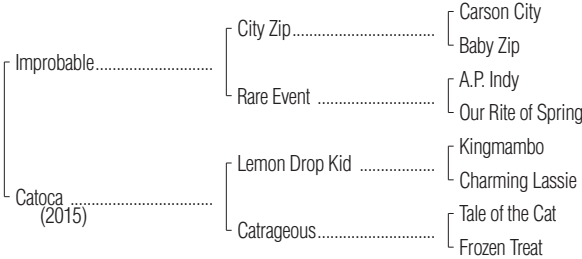 Carson City
City Zip
Baby Zip
Improbable
A.P. Indy
Rare Event
Our Rite of Spring
Kingmambo
Lemon Drop Kid
Charming Lassie
Catoca
(2015)
Tale of the Cat
Catrageous
Frozen Treat